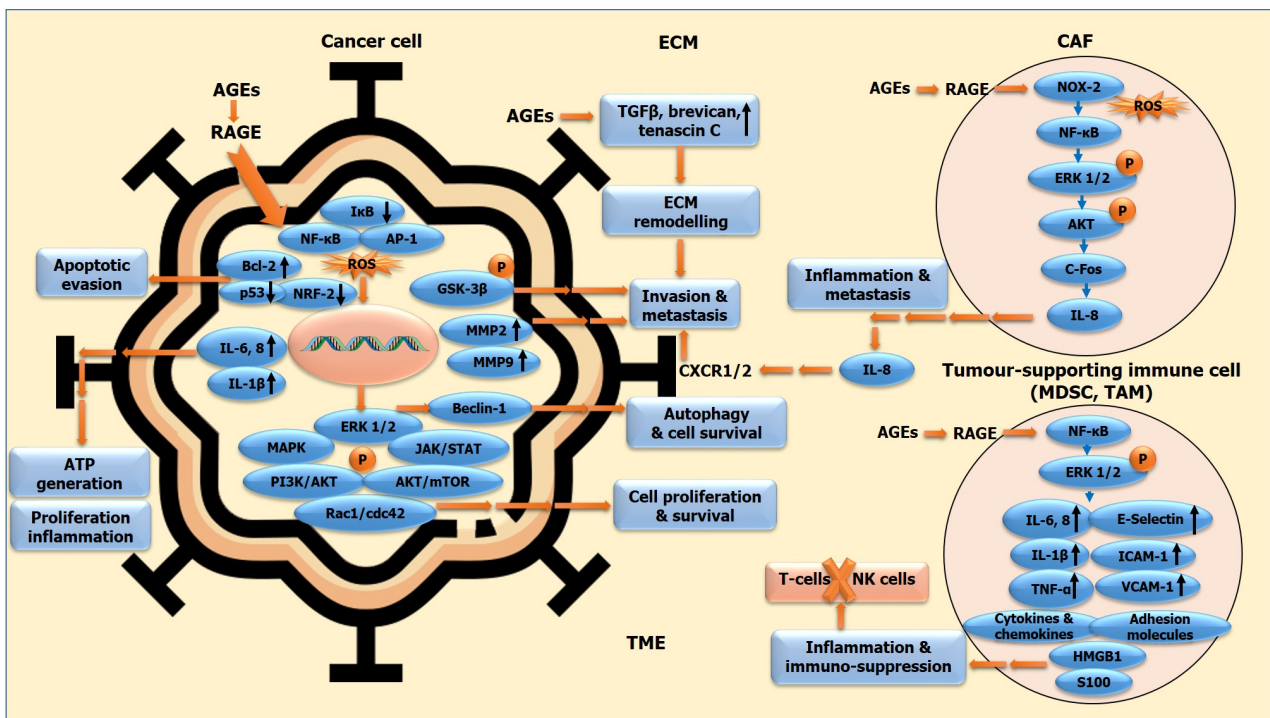 Cancer cell
ECM
CAF
AGEs
RAGE
AGEs
TGFβ, brevican,
tenascin C
ECM
remodelling
Invasion &
metastasis
IκB
NF-κB
AP-1
ROS
Bcl-2
p53
NRF-2
Apoptotic
evasion
P
GSK-3β
MMP2
MMP9
IL-6, 8
IL-1β
ERK 1/2
Beclin-1
MAPK
P
JAK/STAT
PI3K/AKT
AKT/mTOR
Rac1/cdc42
ATP
generation
Proliferation
inflammation
Autophagy
& cell survival
Cell proliferation
& survival
TME
AGEs
RAGE
NOX-2
ROS
NF-κB
P
ERK 1/2
P
AKT
C-Fos
IL-8
Inflammation &
metastasis
IL-8
CXCR1/2
Tumour-supporting immune cell
(MDSC, TAM)
AGEs
RAGE
NF-κB
P
ERK 1/2
IL-6, 8
E-Selectin
IL-1β
ICAM-1
TNF-α
VCAM-1
Cytokines &
chemokines
Adhesion
molecules
HMGB1
S100
T-cells
NK cells
Inflammation &
immuno-suppression